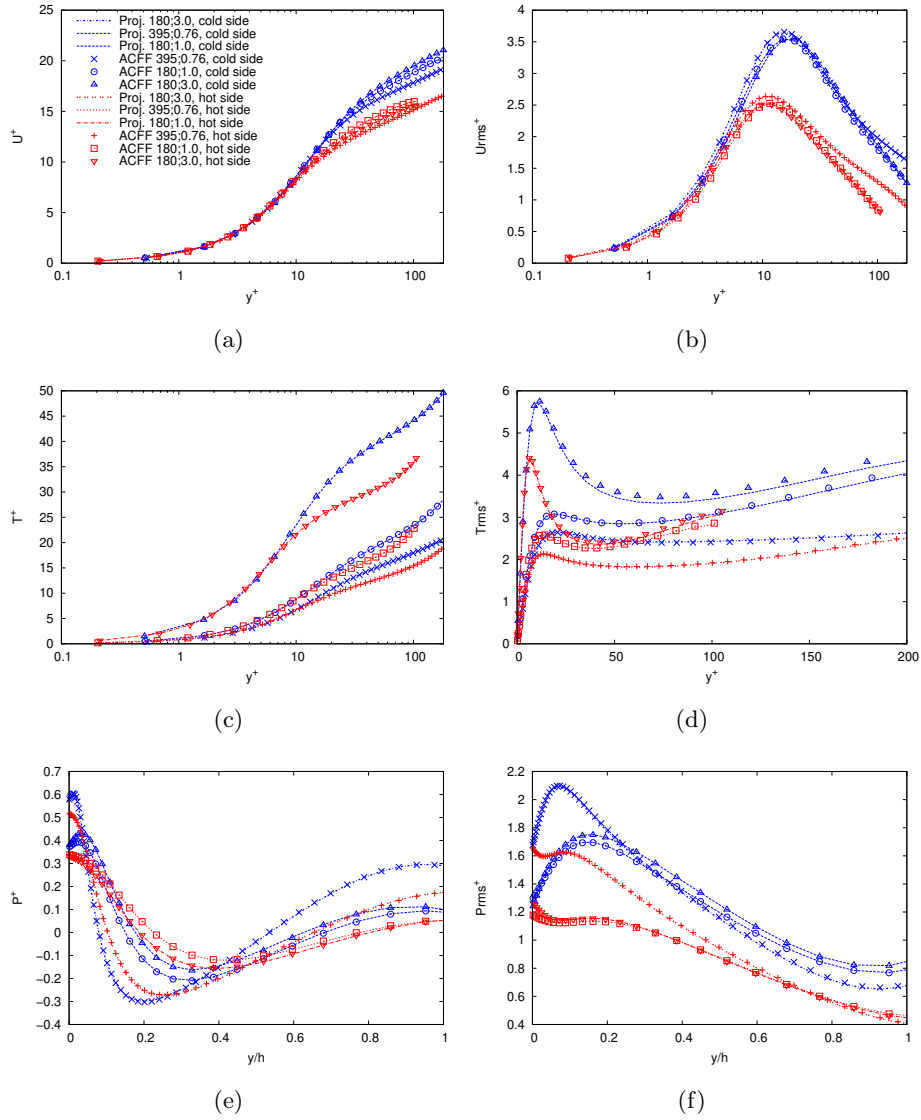 25
20
15
10
5
0
0.1
1
10
100
U+
y+
Proj. 180;3.0, cold side
Proj. 395;0.76, cold side
Proj. 180;1.0, cold side
ACFF 395;0.76, cold side
ACFF 180;1.0, cold side
ACFF 180;3.0, cold side
Proj. 180;3.0, hot side
Proj. 395;0.76, hot side
Proj. 180;1.0, hot side
ACFF 395;0.76, hot side
ACFF 180;1.0, hot side
ACFF 180;3.0, hot side
(a)
4
3.5
3
2.5
2
1.5
1
0.5
0
0.1
1
10
100
Urms+
y+
(b)
50
45
40
35
30
25
20
15
10
5
0
0.1
1
10
100
T+
y+
(c)
6
5
4
3
2
1
0
0
50
100
150
200
Trms+
y+
(d)
0.7
0.6
0.5
0.4
0.3
0.2
0.1
0
−0.1
−0.2
−0.3
−0.4
0
0.2
0.4
0.6
0.8
1
P+
y/h
(e)
2.2
2
1.8
1.6
1.4
1.2
1
0.8
0.6
0.4
0
0.2
0.4
0.6
0.8
1
Prms+
y/h
(f)